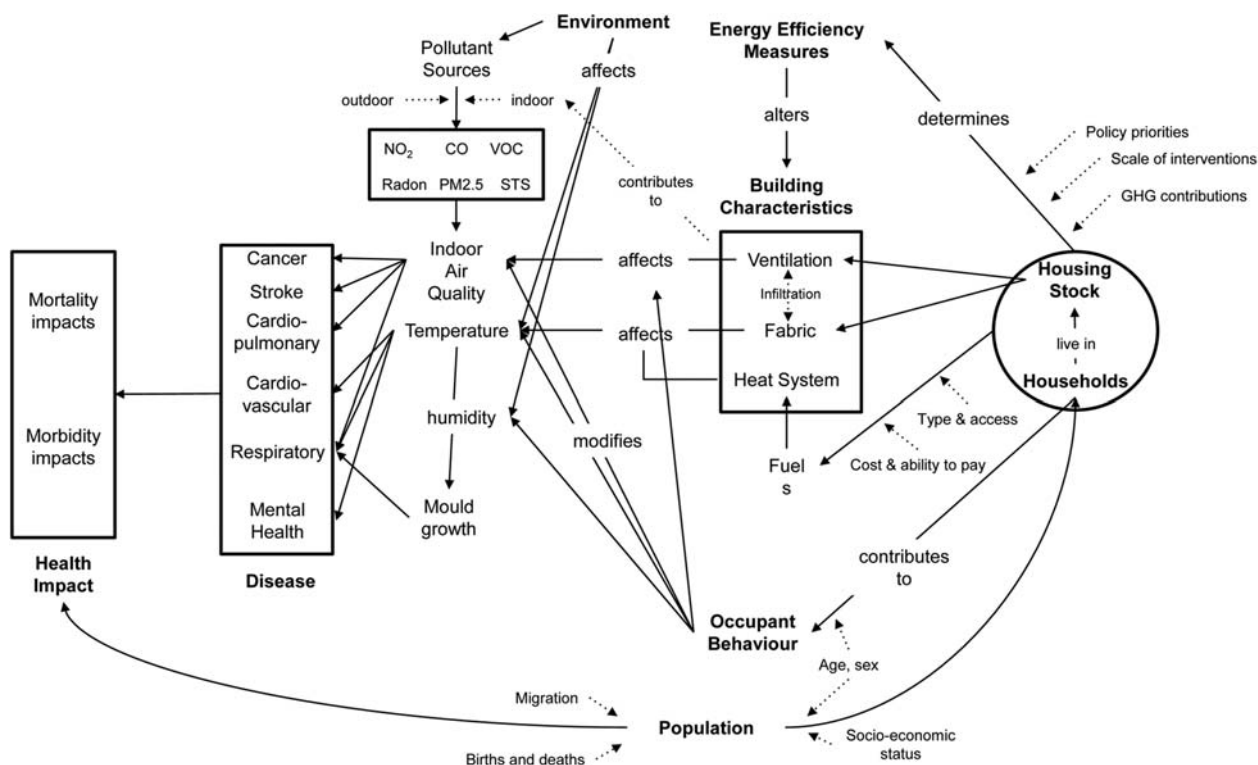 Environment
Energy Efficiency
Measures
Pollutant
Sources
affects
outdoor
indoor
alters
determines
Policy priorities
Scale of interventions
GHG contributions
NO2 CO VOC
Radon PM2.5 STS
contributes
to
Building
Characteristics
Indoor
Air
Quality
affects
Ventilation
Infiltration
Fabric
Heat System
affects
Temperature
humidity
Mould
growth
modifies
Housing
Stock
live in
Households
Type & access
Cost & ability to pay
Fuel
s
Cancer
Stroke
Cardio-
pulmonary
Cardio-
vascular
Respiratory
Mental
Health
Disease
Mortality
impacts
Morbidity
impacts
Health
Impact
contributes
to
Occupant
Behaviour
Age, sex
Migration
Population
Births and deaths
Socio-economic
status